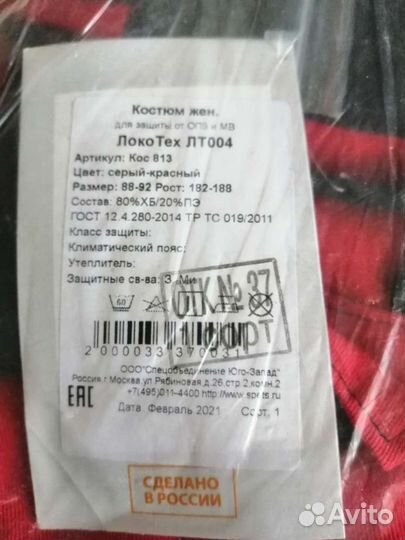 Костюм жен.
для защиты от ОПЗ и МВ
ЛокоТех ЛТ004
Артикул: Кос 813
Цвет: серый-красный
Размер: 88-92 Рост: 182-188
Состав: 80%ХБ/20%ПЭ
ГОСТ 12.4.280-2014 ТР ТС 019/2011
Класс защиты:
Климатический пояс:
Утеплитель:
Защитные св-ва: З, Ми
60
ОТК № 37
СОРТ
2 000033 370031
ООО"Спецобъединение Юго-Запад"
Россия г. Москва,ул. Рябиновая,д.26,стр.2,комн.2
+7(495)011-4400 http://www.spets.ru
EAC
Дата: Февраль 2021 Сорт. 1
СДЕЛАНО
В РОССИИ
Avito